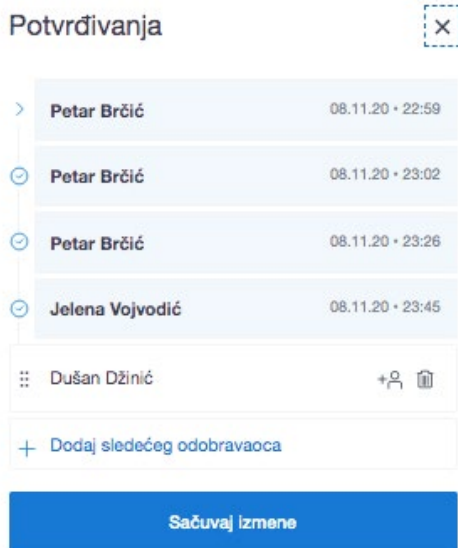 Potvrđivanja
Petar Brčić 08.11.20 • 22:59
Petar Brčić 08.11.20 • 23:02
Petar Brčić 08.11.20 • 23:26
Jelena Vojvodić 08.11.20 • 23:45
Dušan Džinić
Dodaj sledećeg odobravaoca
Sačuvaj izmene